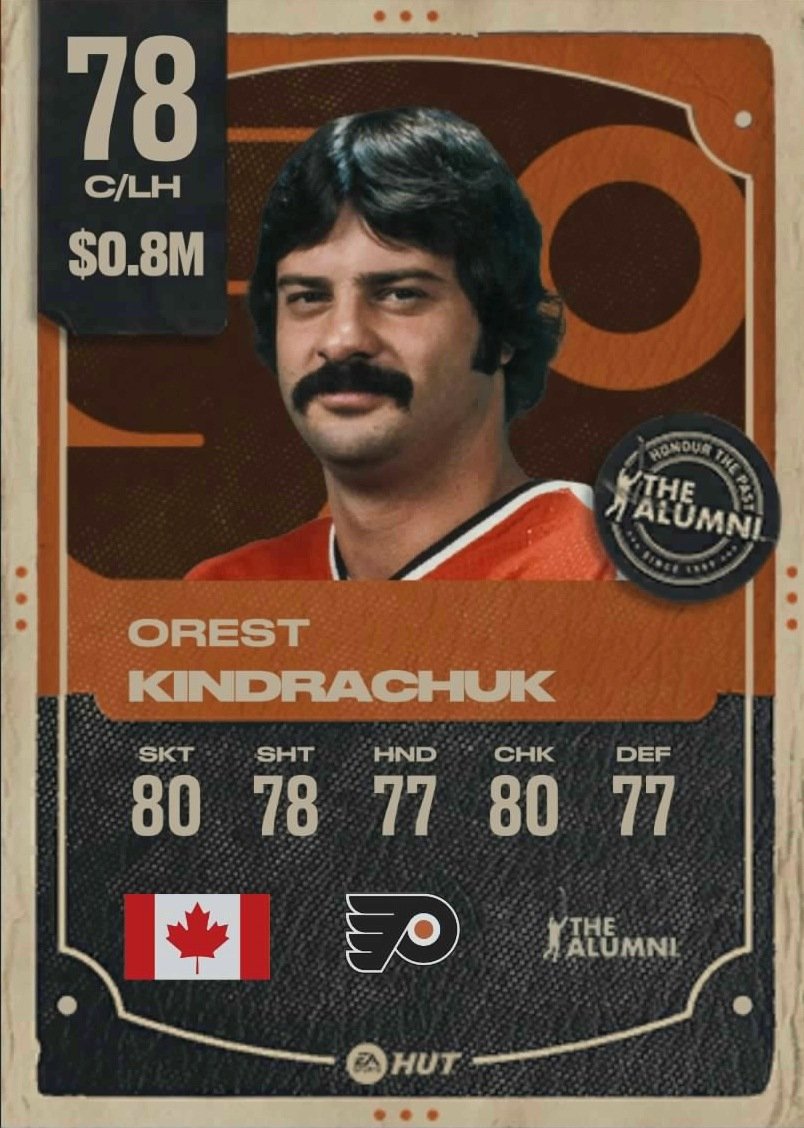 78
C/LH
$0.8M
HONOUR THE PAST
THE
ALUMNI
OREST
KINDRACHUK
SKT SHT HND CHK DEF
80 78 77 80 77
THE
ALUMNI
EA
HUT